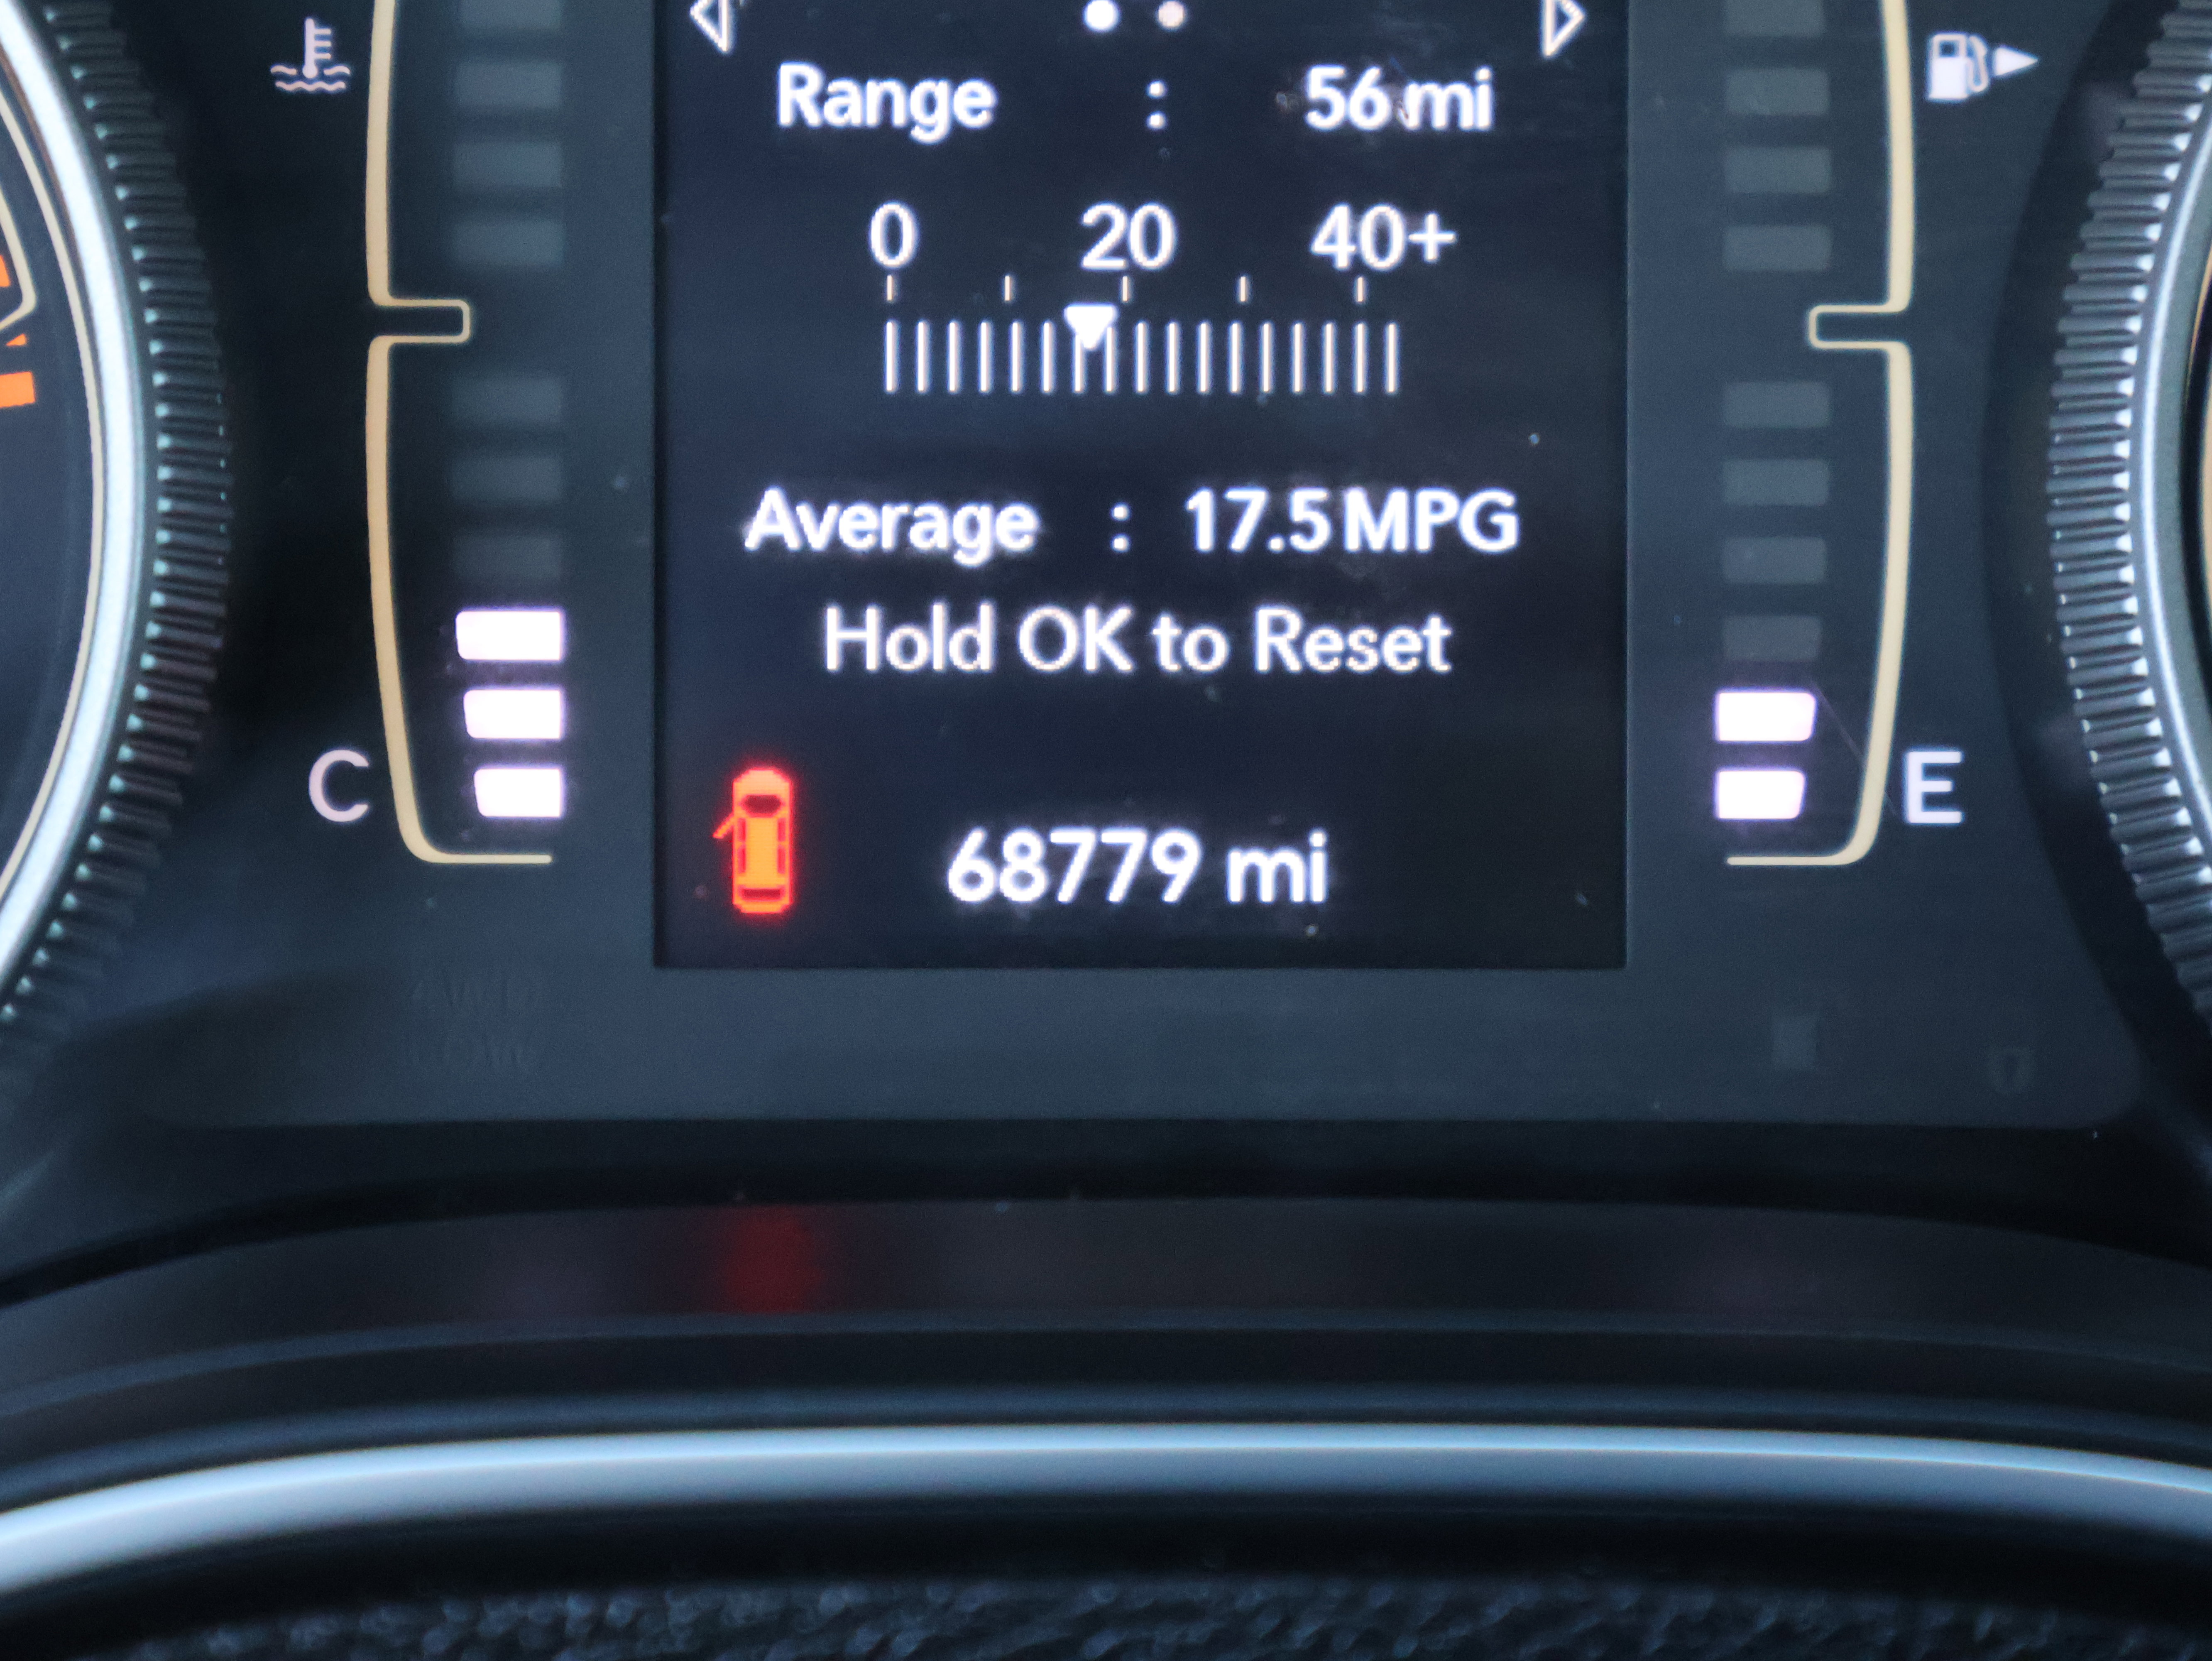 Range : 56 mi
0 20 40+
Average : 17.5 MPG
Hold OK to Reset
C E
68779 mi